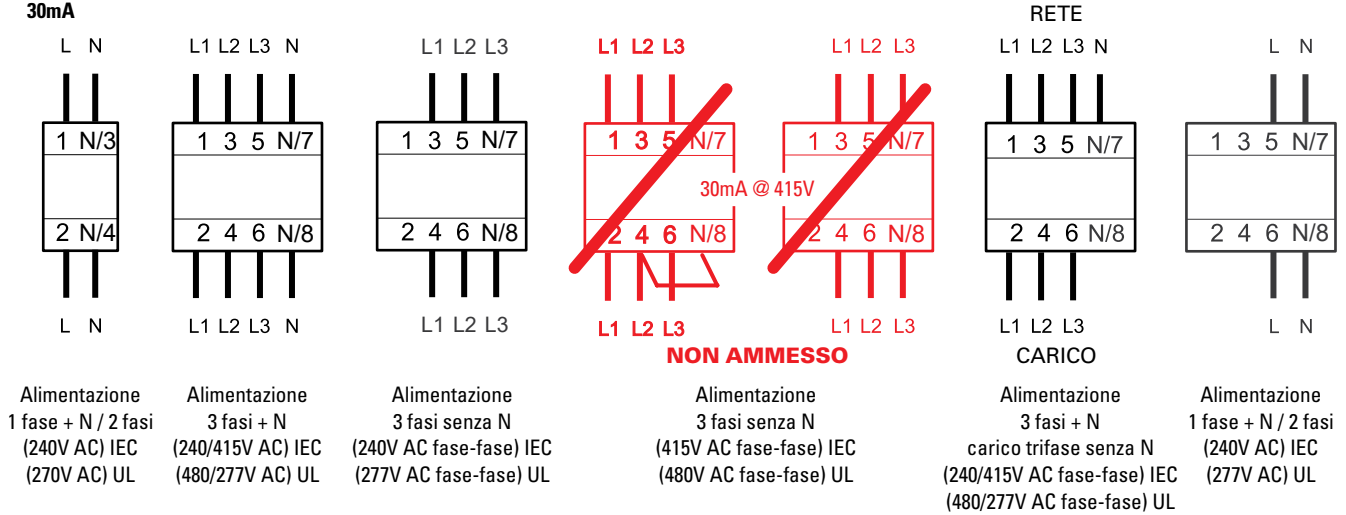 30mA
RETE
L N
L1 L2 L3 N
L1 L2 L3
L1 L2 L3
L1 L2 L3
L1 L2 L3 N
L N
1 N/3
1 3 5 N/7
1 3 5 N/7
1 3 5 N/7
1 3 5 N/7
1 3 5 N/7
1 3 5 N/7
30mA @ 415V
2 N/4
2 4 6 N/8
2 4 6 N/8
2 4 6 N/8
2 4 6 N/8
2 4 6 N/8
2 4 6 N/8
L N
L1 L2 L3 N
L1 L2 L3
L1 L2 L3
L1 L2 L3
L1 L2 L3
L N
NON AMMESSO
CARICO
Alimentazione
1 fase + N / 2 fasi
(240V AC) IEC
(270V AC) UL
Alimentazione
3 fasi + N
(240/415V AC) IEC
(480/277V AC) UL
Alimentazione
3 fasi senza N
(240V AC fase-fase) IEC
(277V AC fase-fase) UL
Alimentazione
3 fasi senza N
(415V AC fase-fase) IEC
(480V AC fase-fase) UL
Alimentazione
3 fasi + N
carico trifase senza N
(240/415V AC fase-fase) IEC
(480/277V AC fase-fase) UL
Alimentazione
1 fase + N / 2 fasi
(240V AC) IEC
(277V AC) UL